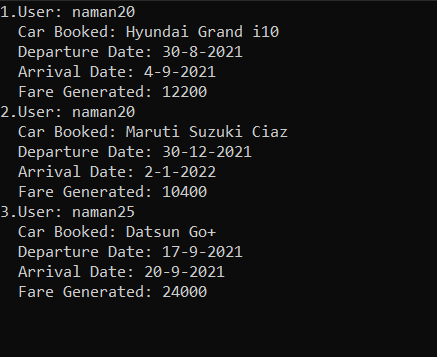 1.User: naman20
Car Booked: Hyundai Grand i10
Departure Date: 30-8-2021
Arrival Date: 4-9-2021
Fare Generated: 12200
2.User: naman20
Car Booked: Maruti Suzuki Ciaz
Departure Date: 30-12-2021
Arrival Date: 2-1-2022
Fare Generated: 10400
3.User: naman25
Car Booked: Datsun Go+
Departure Date: 17-9-2021
Arrival Date: 20-9-2021
Fare Generated: 24000